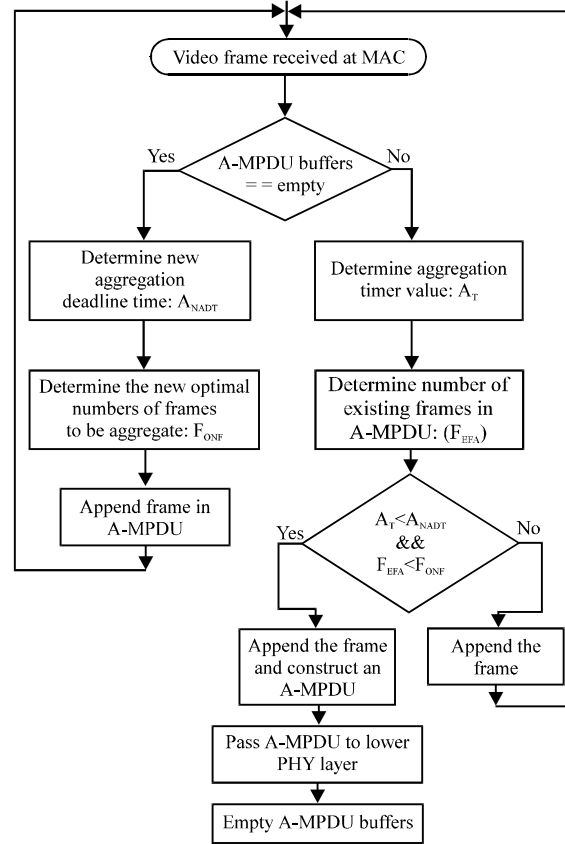 Video frame received at MAC
Yes
A-MPDU buffers
= = empty
No
Determine new
aggregation
deadline time: A_NADT
Determine aggregation
timer value: A_T
Determine the new optimal
numbers of frames
to be aggregate: F_ONF
Determine number of
existing frames in
A-MPDU: (F_EFA)
Append frame in
A-MPDU
Yes
A_T<A_NADT
&&
F_EFA<F_ONF
No
Append the frame
and construct an
A-MPDU
Append the
frame
Pass A-MPDU to lower
PHY layer
Empty A-MPDU buffers